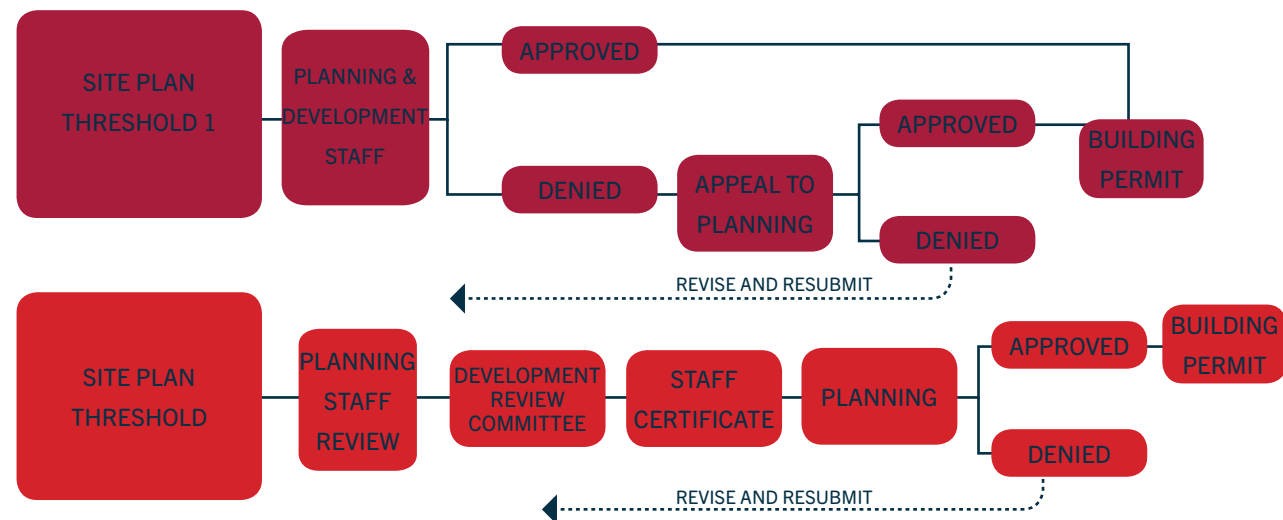 SITE PLAN
THRESHOLD 1
PLANNING &
DEVELOPMENT
STAFF
APPROVED
DENIED
APPEAL TO
PLANNING
APPROVED
DENIED
BUILDING
PERMIT
REVISE AND RESUBMIT
SITE PLAN
THRESHOLD
PLANNING
STAFF
REVIEW
DEVELOPMENT
REVIEW
COMMITTEE
STAFF
CERTIFICATE
PLANNING
APPROVED
DENIED
BUILDING
PERMIT
REVISE AND RESUBMIT